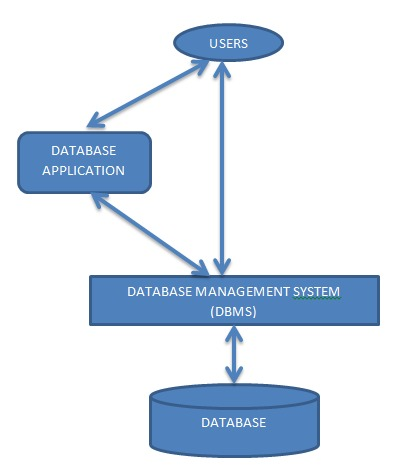 USERS
DATABASE
APPLICATION
DATABASE MANAGEMENT SYSTEM
(DBMS)
DATABASE